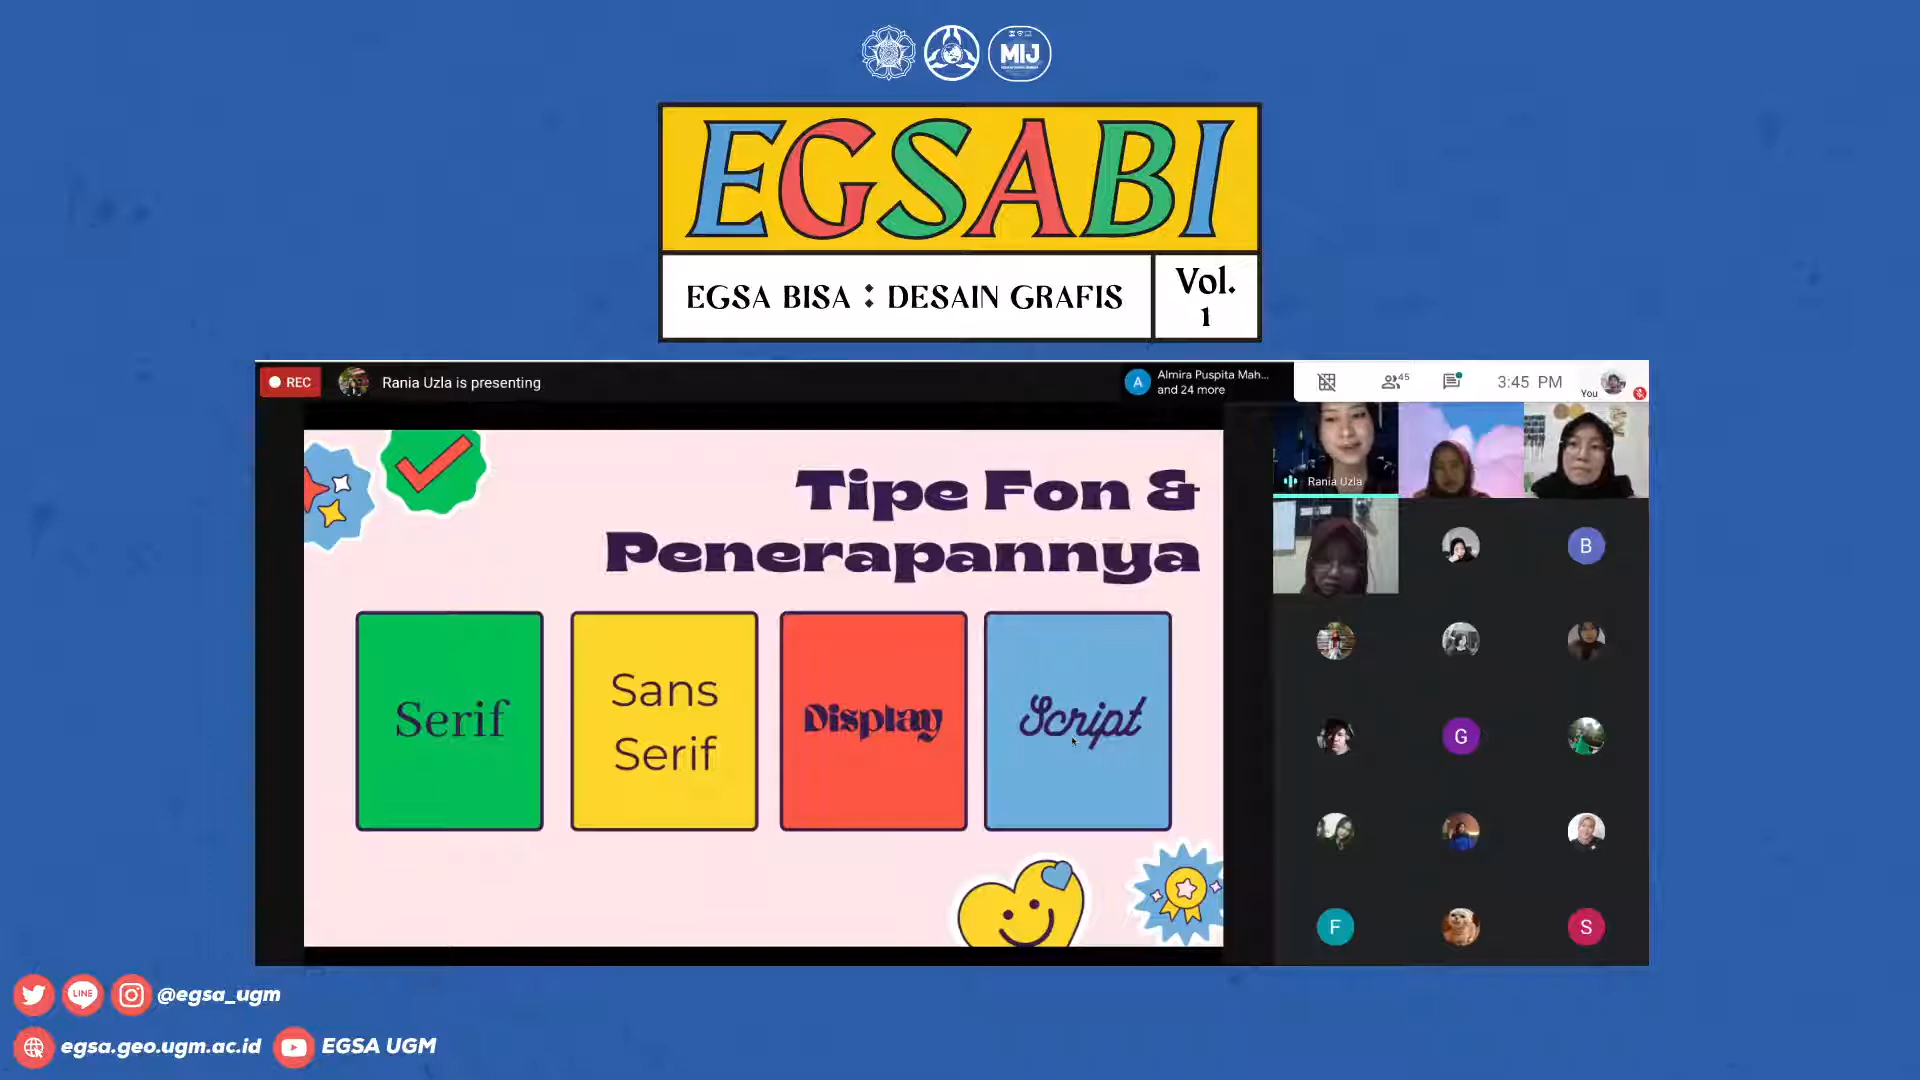 MIJ
EGSABI
EGSA BISA : DESAIN GRAFIS
Vol.
1
REC
Rania Uzla is presenting
A
Almira Puspita Mah...
and 24 more
45
3:45 PM
You
Rania Uzla
Tipe Fon &
Penerapannya
Serif
Sans
Serif
Display
Script
B
G
F
S
LINE
@egsa_ugm
egsa.geo.ugm.ac.id
EGSA UGM